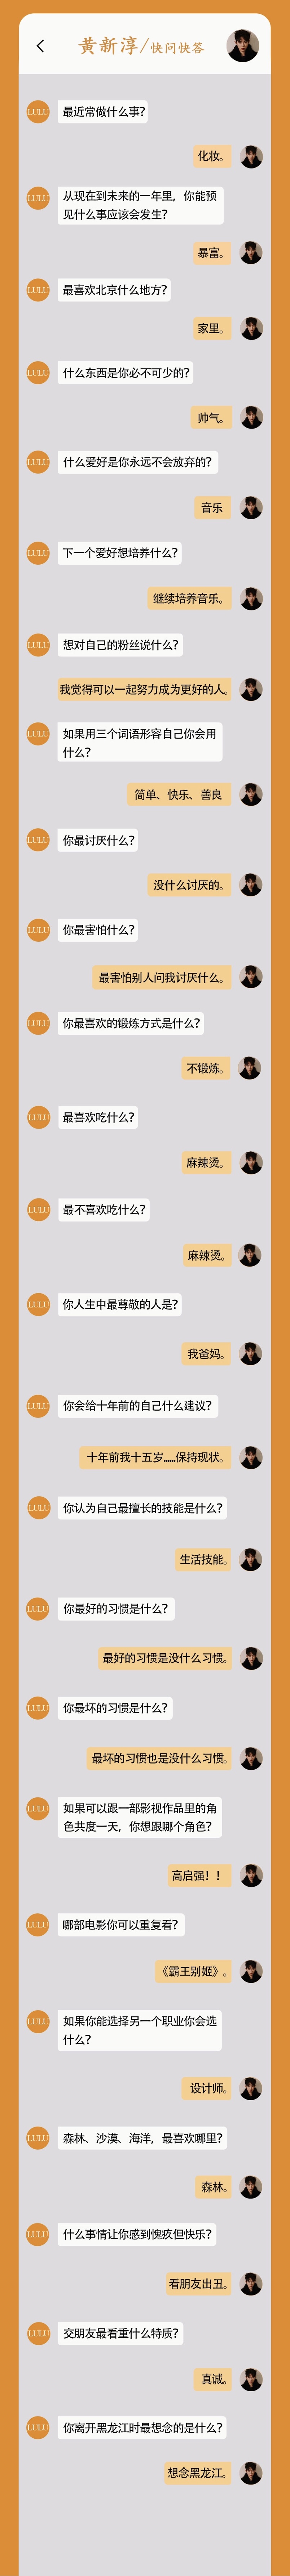 黄新淳/快问快答
LULU
最近常做什么事?
化妆。
LULU
从现在到未来的一年里，你能预
见什么事应该会发生?
暴富。
LULU
最喜欢北京什么地方?
家里。
LULU
什么东西是你必不可少的?
帅气。
LULU
什么爱好是你永远不会放弃的?
音乐
LULU
下一个爱好想培养什么?
继续培养音乐。
LULU
想对自己的粉丝说什么?
我觉得可以一起努力成为更好的人。
LULU
如果用三个词语形容自己你会用
什么?
简单、快乐、善良
LULU
你最讨厌什么?
没什么讨厌的。
LULU
你最害怕什么?
最害怕别人问我讨厌什么。
LULU
你最喜欢的锻炼方式是什么?
不锻炼。
LULU
最喜欢吃什么?
麻辣烫。
LULU
最不喜欢吃什么?
麻辣烫。
LULU
你人生中最尊敬的人是?
我爸妈。
LULU
你会给十年前的自己什么建议?
十年前我十五岁......保持现状。
LULU
你认为自己最擅长的技能是什么?
生活技能。
LULU
你最好的习惯是什么?
最好的习惯是没什么习惯。
LULU
你最坏的习惯是什么?
最坏的习惯也是没什么习惯。
LULU
如果可以跟一部影视作品里的角
色共度一天，你想跟哪个角色?
高启强！！
LULU
哪部电影你可以重复看?
《霸王别姬》。
LULU
如果你能选择另一个职业你会选
什么?
设计师。
LULU
森林、沙漠、海洋，最喜欢哪里?
森林。
LULU
什么事情让你感到愧疚但快乐?
看朋友出丑。
LULU
交朋友最看重什么特质?
真诚。
LULU
你离开黑龙江时最想念的是什么?
想念黑龙江。